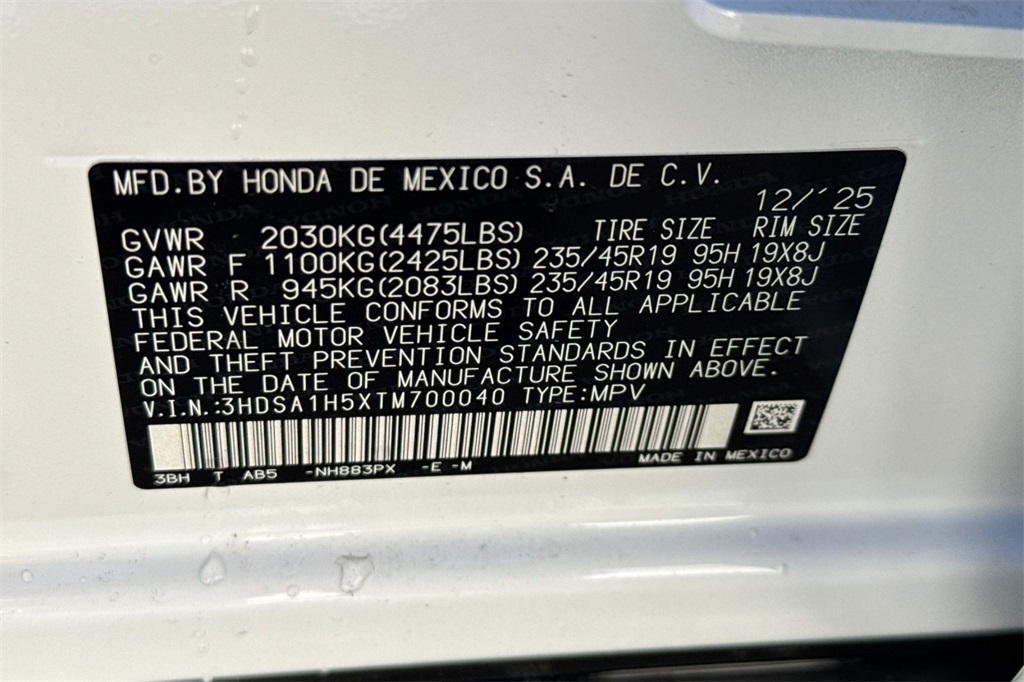 MFD.BY HONDA DE MEXICO S.A. DE C.V.
12/'25
GVWR 2030KG(4475LBS) TIRE SIZE RIM SIZE
GAWR F 1100KG(2425LBS) 235/45R19 95H 19X8J
GAWR R 945KG(2083LBS) 235/45R19 95H 19X8J
THIS VEHICLE CONFORMS TO ALL APPLICABLE
FEDERAL MOTOR VEHICLE SAFETY
AND THEFT PREVENTION STANDARDS IN EFFECT
ON THE DATE OF MANUFACTURE SHOWN ABOVE.
V.I.N.:3HDSA1H5XTM700040 TYPE:MPV
3BH T AB5 -NH883PX -E -M MADE IN MEXICO